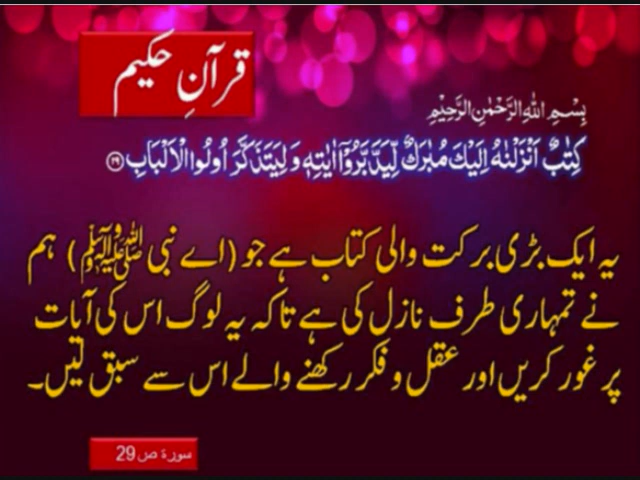 قرآنِ حکیم
بِسْمِ اللهِ الرَّحْمٰنِ الرَّحِيْمِ
كِتٰبٌ اَنْزَلْنٰهُ اِلَيْكَ مُبٰرَكٌ لِّيَدَّبَّرُوْۤا اٰيٰتِهٖ وَ لِيَتَذَكَّرَ اُولُوا الْاَلْبَابِ ﴿۲۹﴾
یہ ایک بڑی برکت والی کتاب ہے جو (اے نبی ﷺ) ہم
نے تمہاری طرف نازل کی ہے تاکہ یہ لوگ اس کی آیات
پر غور کریں اور عقل و فکر رکھنے والے اس سے سبق لیں۔
سورۃ ص 29